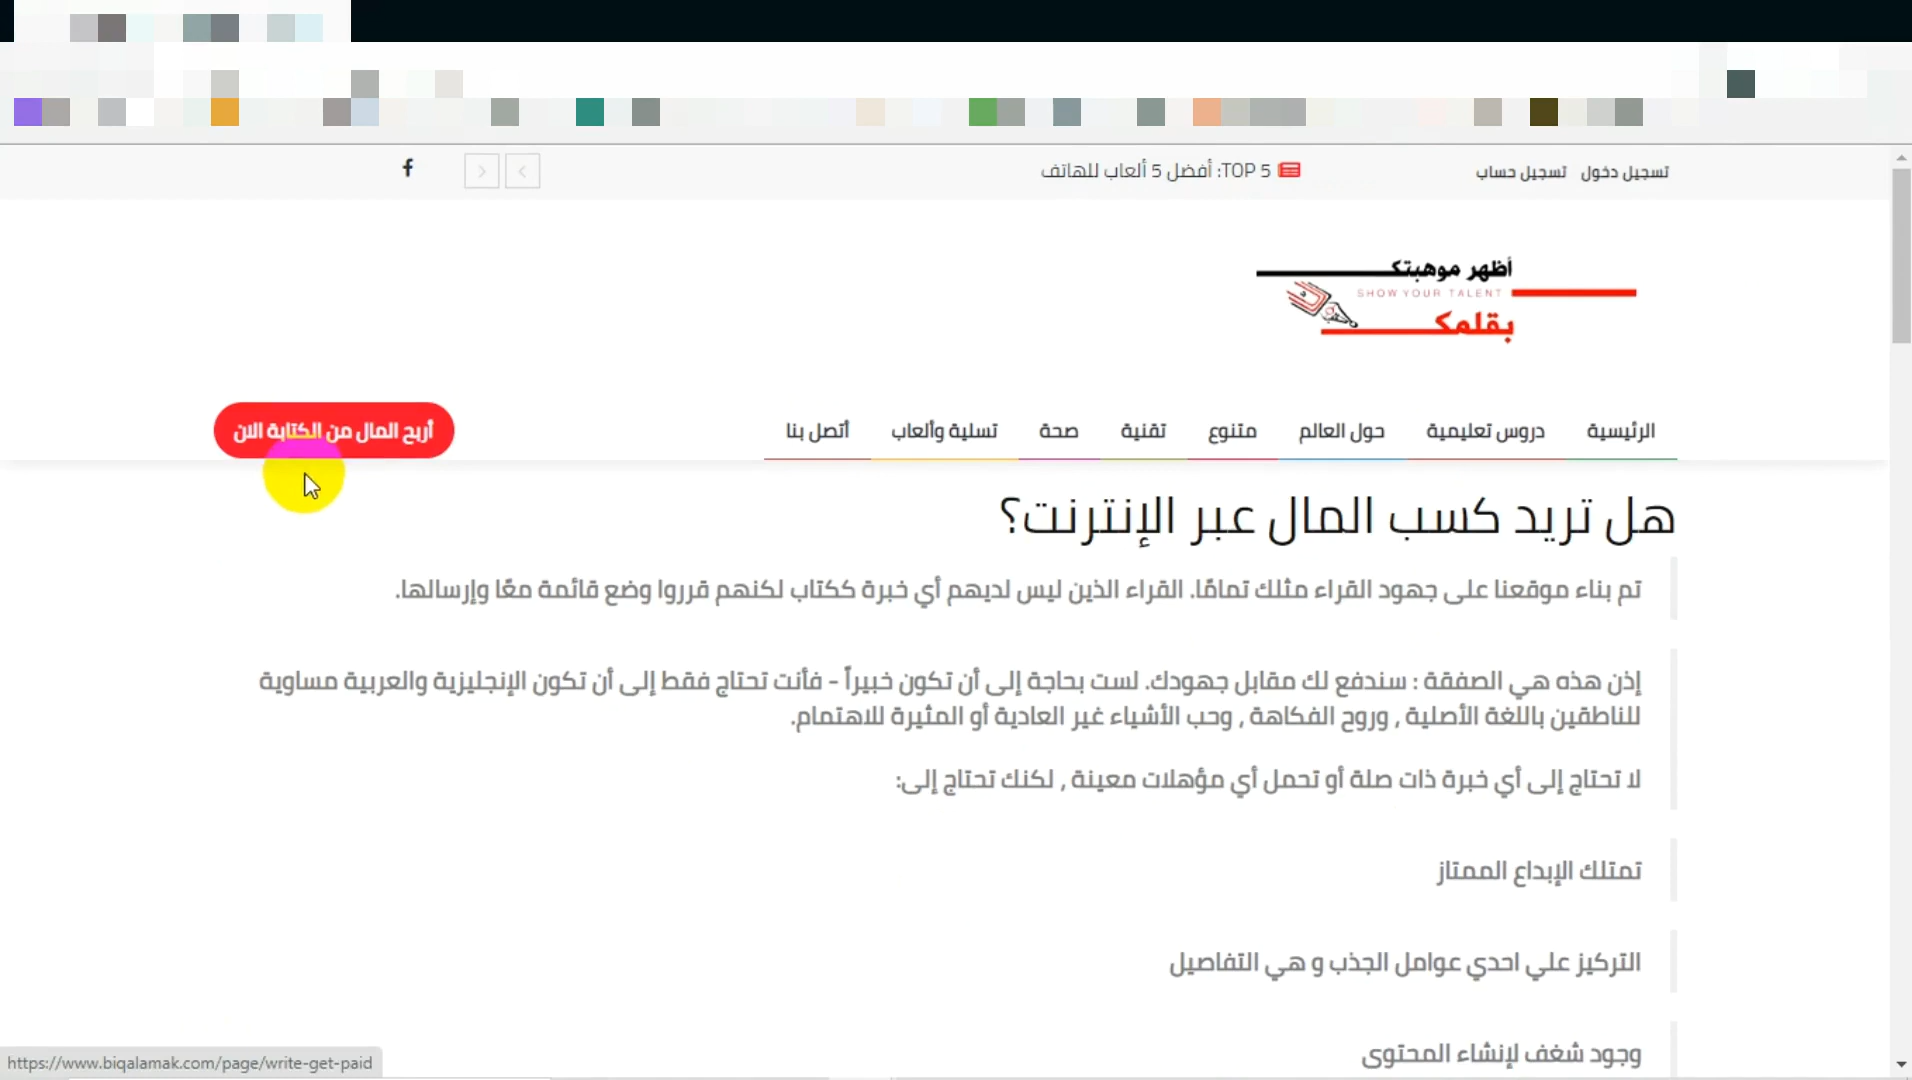 تسجيل دخول تسجيل حساب
TOP 5: أفضل 5 ألعاب للهاتف
أظهر موهبتك
SHOW YOUR TALENT
بقلمك
الرئيسية دروس تعليمية حول العالم متنوع تقنية صحة تسلية وألعاب أتصل بنا
أربح المال من الكتابة الان
هل تريد كسب المال عبر الإنترنت؟
تم بناء موقعنا على جهود القراء مثلك تمامًا. القراء الذين ليس لديهم أي خبرة ككتاب لكنهم قرروا وضع قائمة معًا وإرسالها.
إذن هذه هي الصفقة : سندفع لك مقابل جهودك. لست بحاجة إلى أن تكون خبيراً - فأنت تحتاج فقط إلى أن تكون الإنجليزية والعربية مساوية
للناطقين باللغة الأصلية , وروح الفكاهة , وحب الأشياء غير العادية أو المثيرة للاهتمام.
لا تحتاج إلى أي خبرة ذات صلة أو تحمل أي مؤهلات معينة , لكنك تحتاج إلى:
تمتلك الإبداع الممتاز
التركيز علي احدي عوامل الجذب و هي التفاصيل
وجود شغف لإنشاء المحتوى
https://www.biqalamak.com/page/write-get-paid